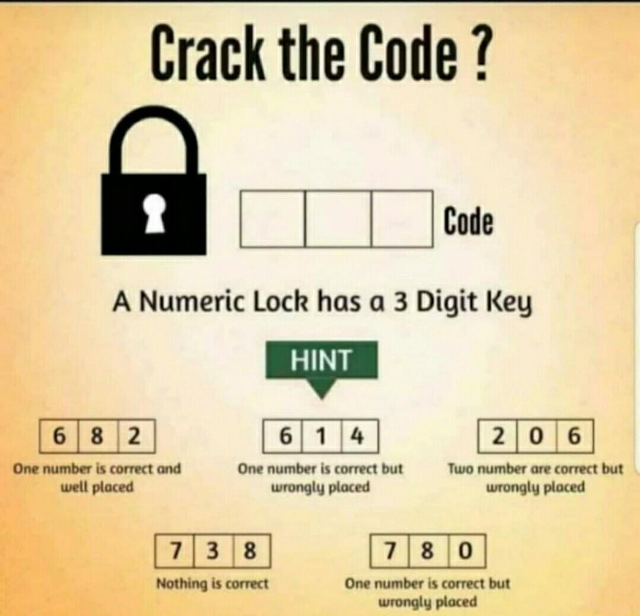 Crack the Code ?
Code
A Numeric Lock has a 3 Digit Key
HINT
6 8 2
One number is correct and
well placed
6 1 4
One number is correct but
wrongly placed
2 0 6
Two number are correct but
wrongly placed
7 3 8
Nothing is correct
7 8 0
One number is correct but
wrongly placed